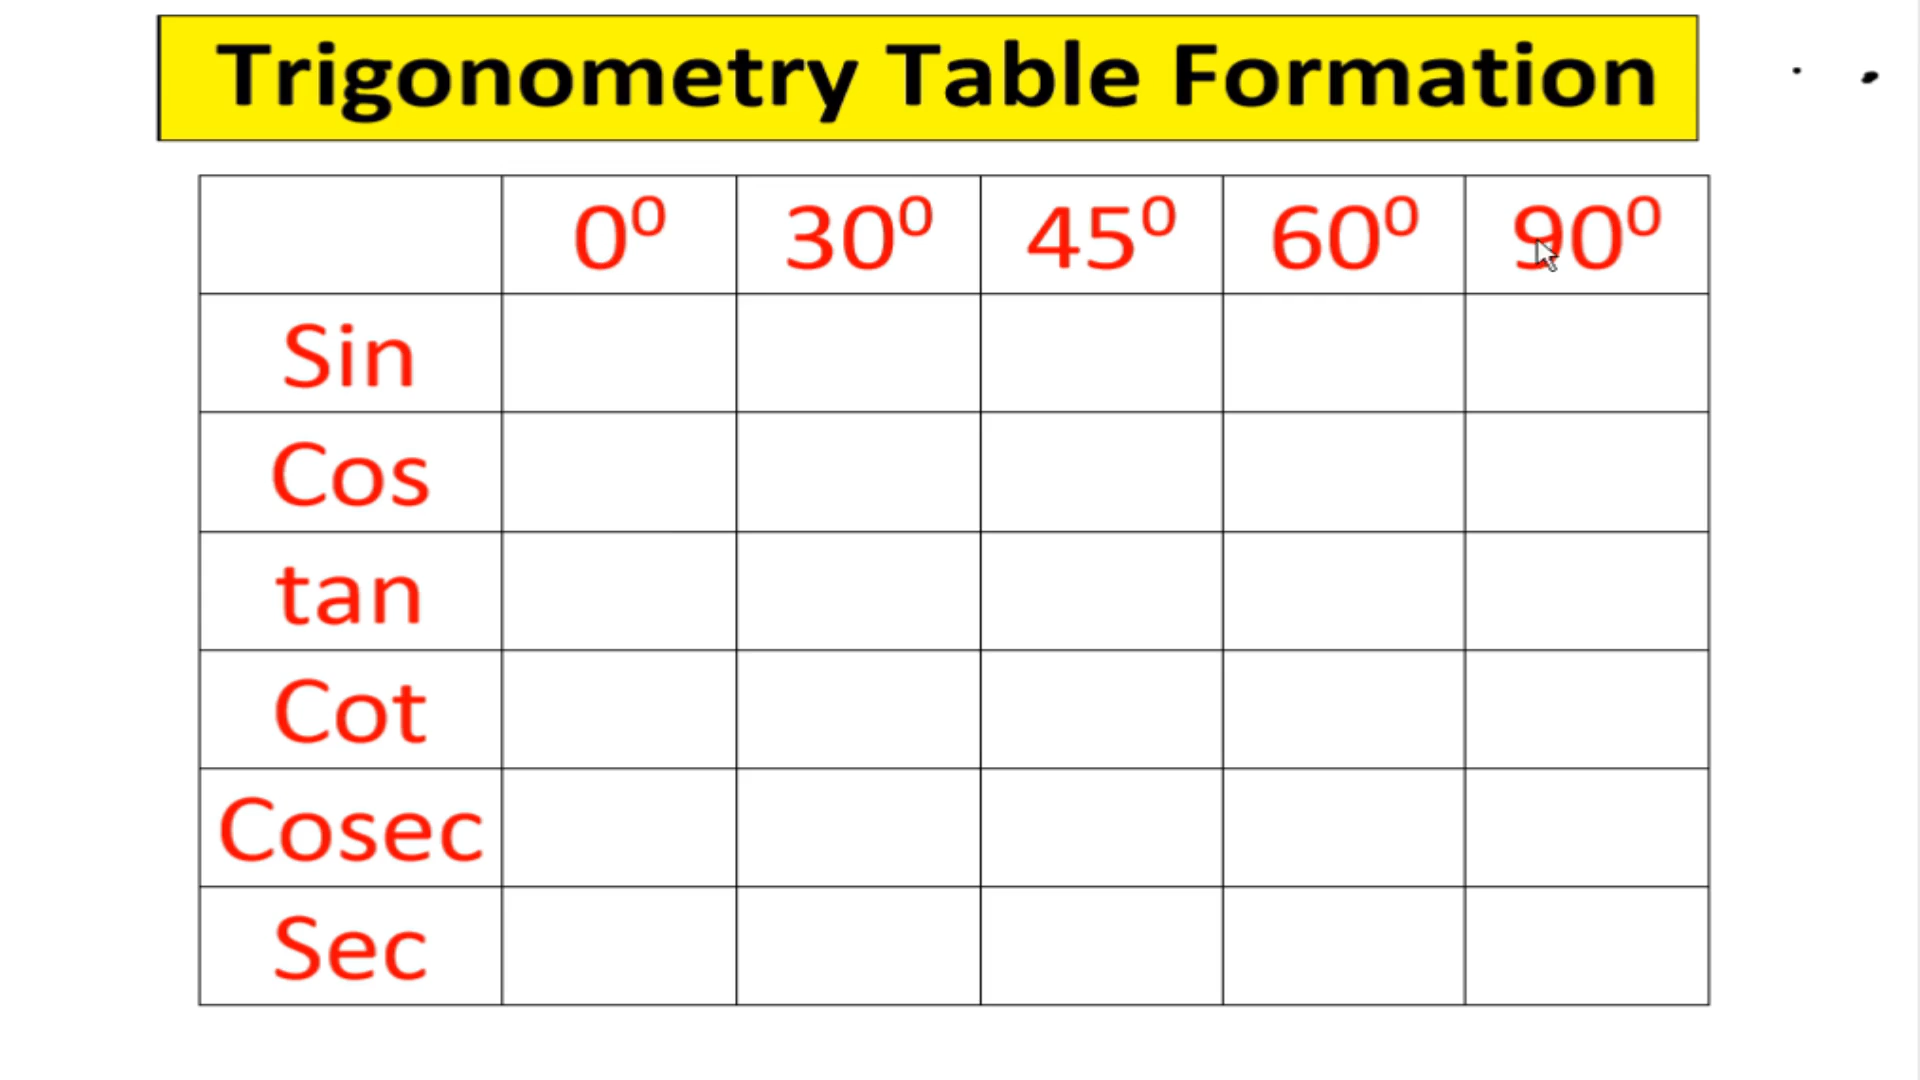 Trigonometry Table Formation
0⁰ 30⁰ 45⁰ 60⁰ 90⁰
Sin
Cos
tan
Cot
Cosec
Sec